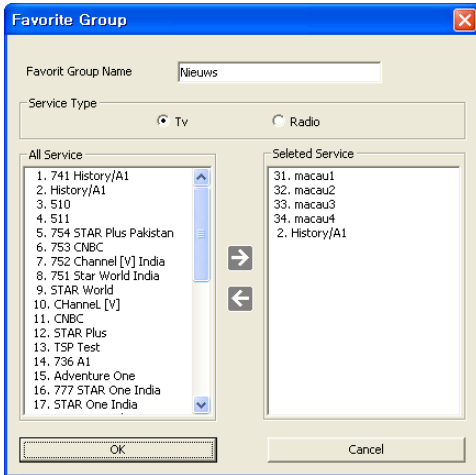 Favorite Group
Favorit Group Name
Nieuws
Service Type
Tv
Radio
All Service
1. 741 History/A1
2. History/A1
3. 510
4. 511
5. 754 STAR Plus Pakistan
6. 753 CNBC
7. 752 Channel [V] India
8. 751 Star World India
9. STAR World
10. CHanneL [V]
11. CNBC
12. STAR Plus
13. TSP Test
14. 736 A1
15. Adventure One
16. 777 STAR One India
17. STAR One India
Seleted Service
31. macau1
32. macau2
33. macau3
34. macau4
2. History/A1
OK
Cancel